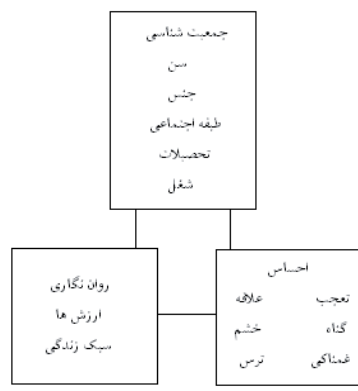 جمعیت شناسی
سن
جنس
طبقه اجتماعی
تحصیلات
شغل
احساس
تعجب علاقه
گناه خشم
غمناکی ترس
روان نگاری
ارزش ها
سبک زندگی